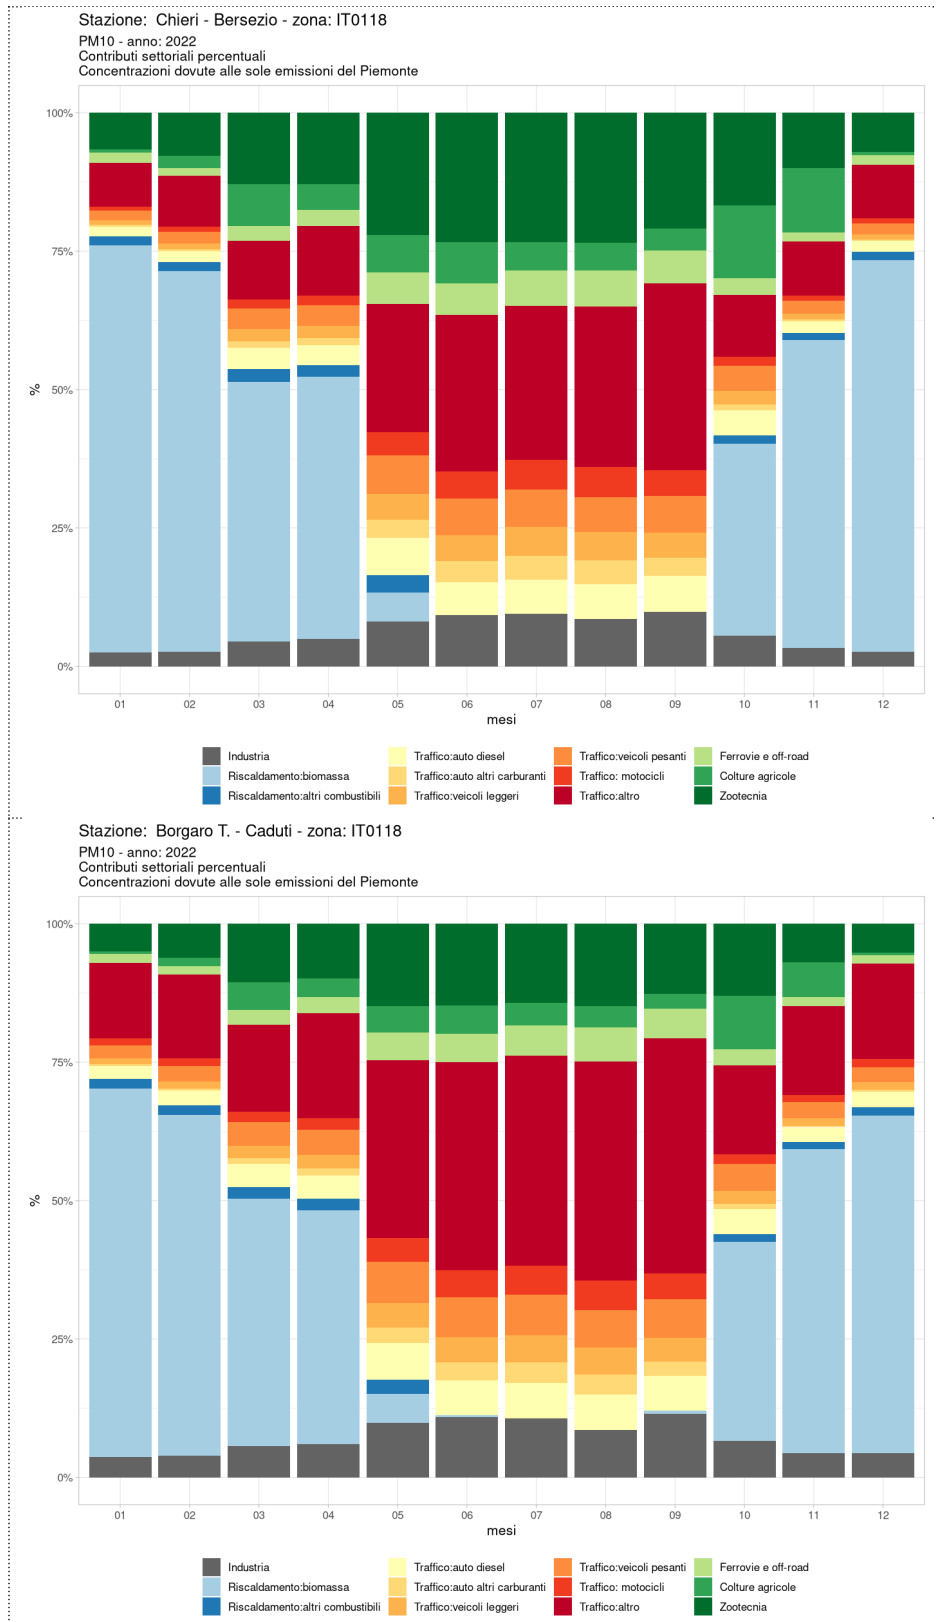 Stazione:  Chieri - Bersezio - zona: IT0118
PM10 - anno: 2022
Contributi settoriali percentuali
Concentrazioni dovute alle sole emissioni del Piemonte
100%
75%
50%
25%
0%
%
01 02 03 04 05 06 07 08 09 10 11 12
mesi
Industria Traffico:auto diesel Traffico:veicoli pesanti Ferrovie e off-road
Riscaldamento:biomassa Traffico:auto altri carburanti Traffico: motocicli Colture agricole
Riscaldamento:altri combustibili Traffico:veicoli leggeri Traffico:altro Zootecnia
Stazione:  Borgaro T. - Caduti - zona: IT0118
PM10 - anno: 2022
Contributi settoriali percentuali
Concentrazioni dovute alle sole emissioni del Piemonte
100%
75%
50%
25%
0%
%
01 02 03 04 05 06 07 08 09 10 11 12
mesi
Industria Traffico:auto diesel Traffico:veicoli pesanti Ferrovie e off-road
Riscaldamento:biomassa Traffico:auto altri carburanti Traffico: motocicli Colture agricole
Riscaldamento:altri combustibili Traffico:veicoli leggeri Traffico:altro Zootecnia